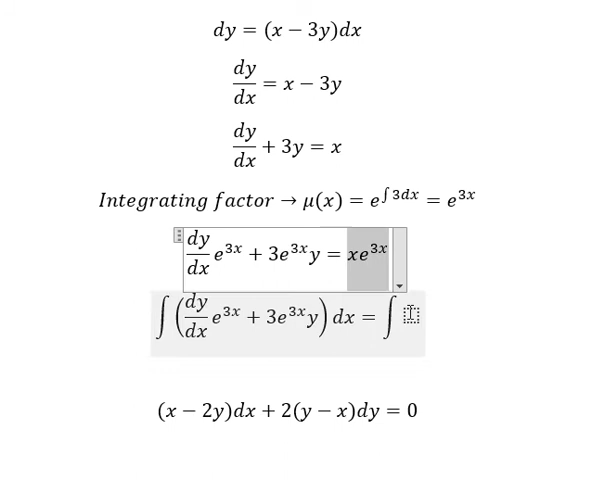 dy = (x − 3y)dx
dy/dx = x − 3y
dy/dx + 3y = x
Integrating factor → μ(x) = e^∫3dx = e^3x
dy/dx e^3x + 3e^3x y = xe^3x
∫(dy/dx e^3x + 3e^3x y) dx = ∫
(x − 2y)dx + 2(y − x)dy = 0